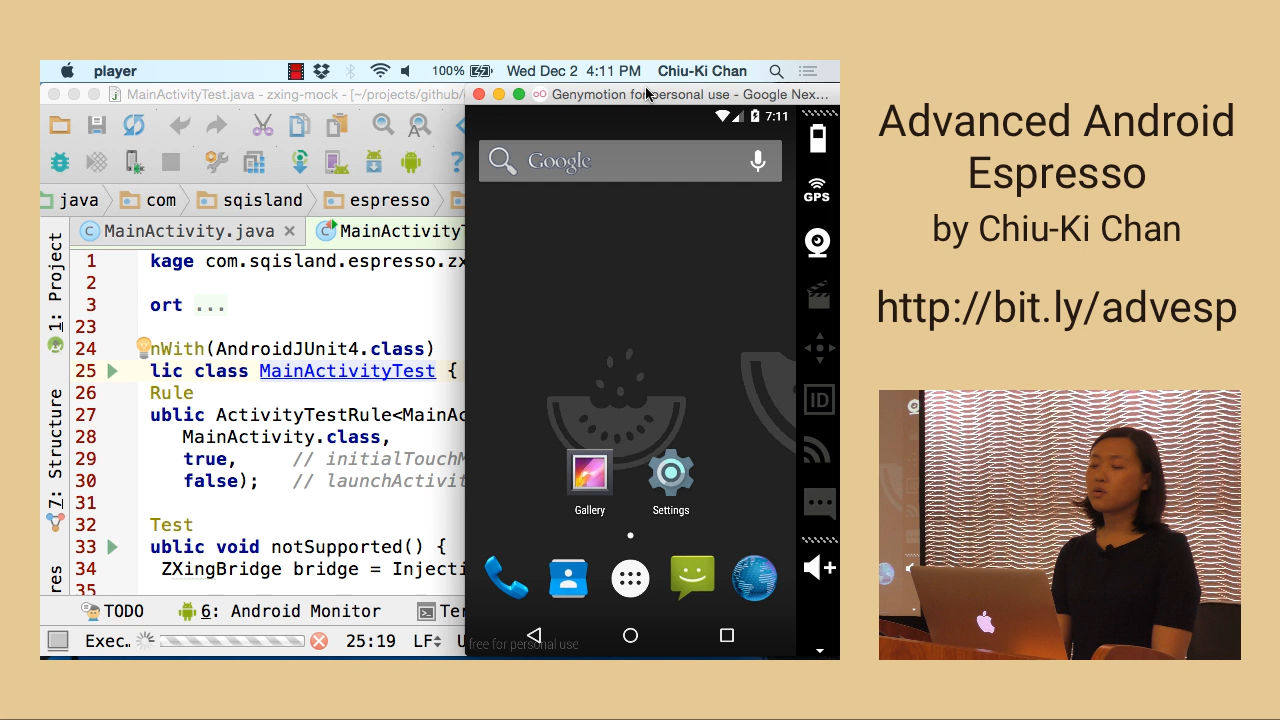 player
100%
Wed Dec 2 4:11 PM
Chiu-Ki Chan
MainActivityTest.java - zxing-mock - [~/projects/github/
Genymotion for personal use - Google Nex...
7:11
Google
GPS
ID
Gallery
Settings
free for personal use
java
com
sqisland
espresso
MainActivity.java
MainActivityT
1: Project
7: Structure
1 kage com.sqisland.espresso.zx
2
3 ort ...
23
24 nWith(AndroidJUnit4.class)
25 lic class MainActivityTest {
26 Rule
27 ublic ActivityTestRule<MainAc
28 MainActivity.class,
29 true, // initialTouchM
30 false); // launchActivit
31
32 Test
33 ublic void notSupported() {
34 ZXingBridge bridge = Injecti
35
TODO
6: Android Monitor
Ter
Exec…
25:19
LF
Advanced Android
Espresso
by Chiu-Ki Chan
http://bit.ly/advesp